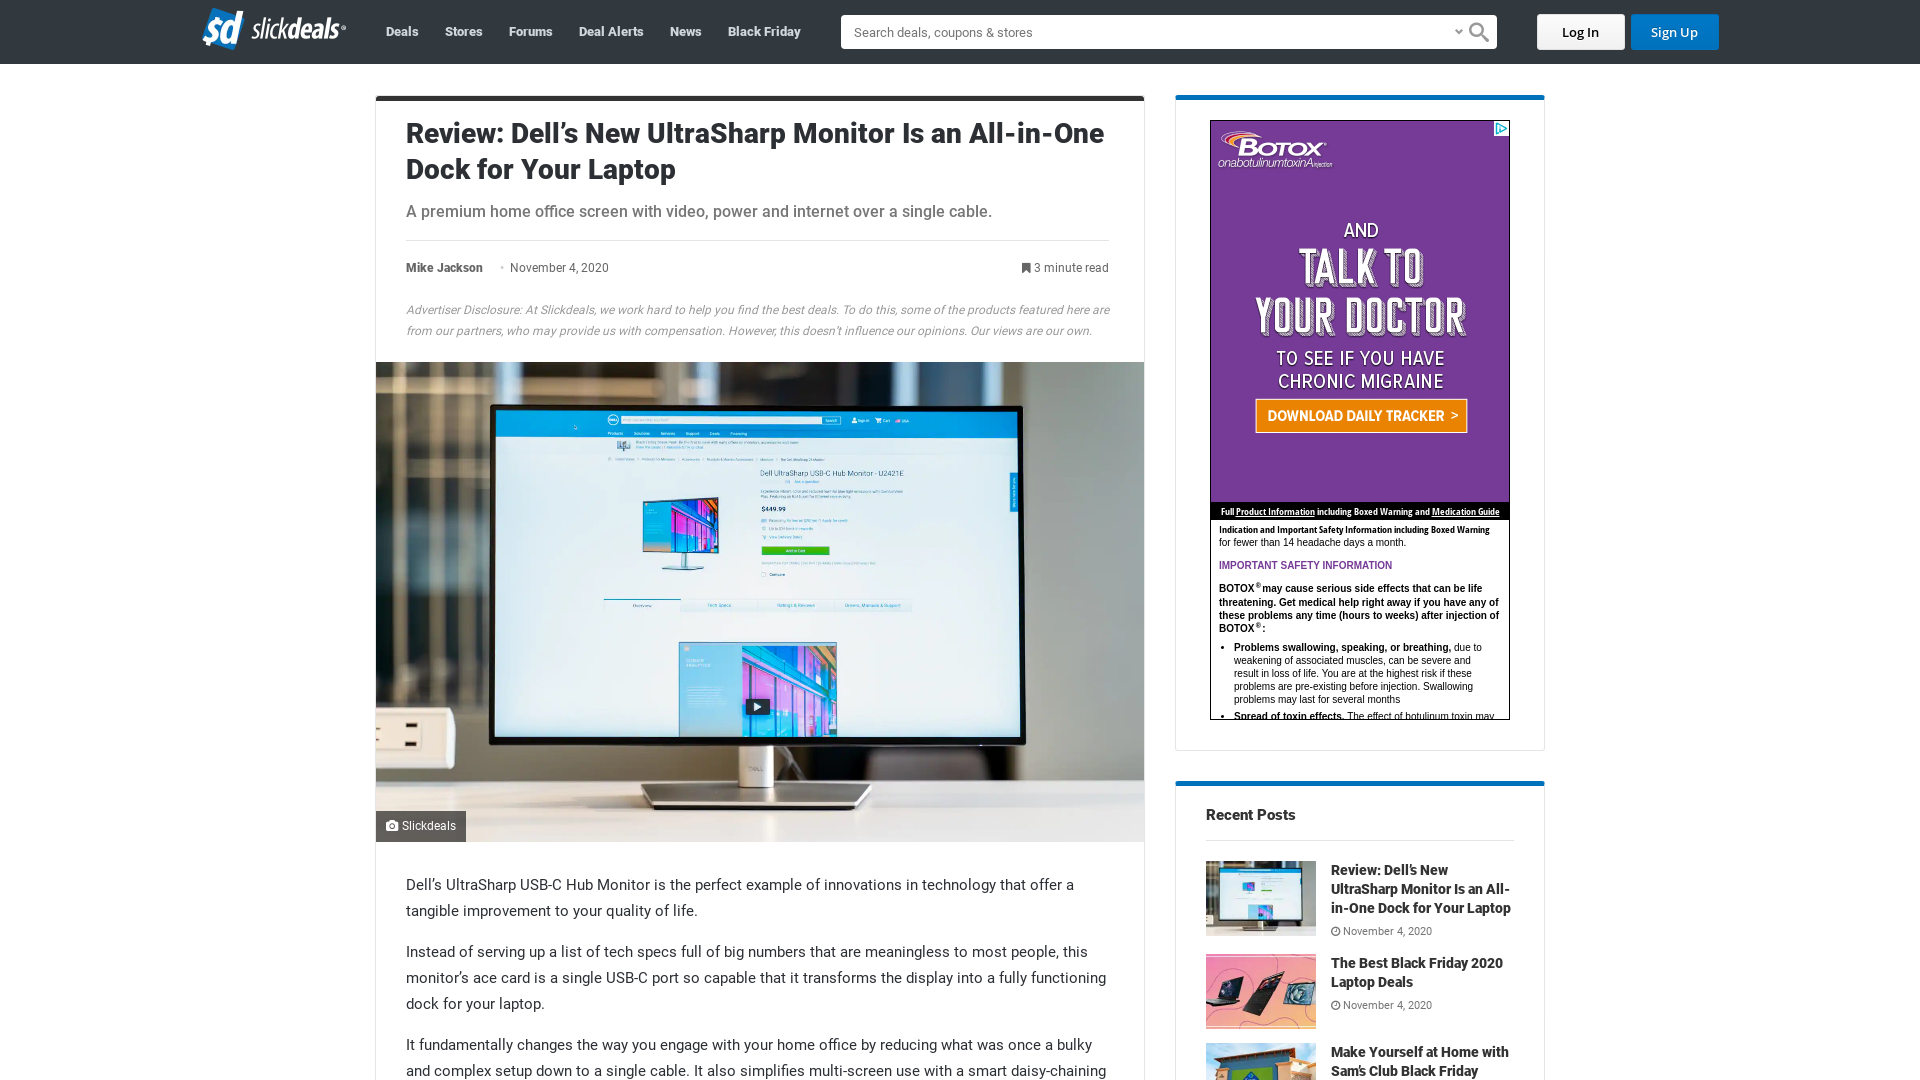 sd slickdeals
Deals Stores Forums Deal Alerts News Black Friday
Search deals, coupons & stores
Log In
Sign Up
Review: Dell’s New UltraSharp Monitor Is an All-in-One
Dock for Your Laptop
A premium home office screen with video, power and internet over a single cable.
Mike Jackson • November 4, 2020
3 minute read
Advertiser Disclosure: At Slickdeals, we work hard to help you find the best deals. To do this, some of the products featured here are
from our partners, who may provide us with compensation. However, this doesn’t influence our opinions. Our views are our own.
Dell UltraSharp USB-C Hub Monitor - U2421E
$449.99
Add to Cart
Compare
Overview
Tech Specs
Ratings & Reviews
Drivers, Manuals & Support
DELL
Slickdeals
Dell’s UltraSharp USB-C Hub Monitor is the perfect example of innovations in technology that offer a
tangible improvement to your quality of life.
Instead of serving up a list of tech specs full of big numbers that are meaningless to most people, this
monitor’s ace card is a single USB-C port so capable that it transforms the display into a fully functioning
dock for your laptop.
It fundamentally changes the way you engage with your home office by reducing what was once a bulky
and complex setup down to a single cable. It also simplifies multi-screen use with a smart daisy-chaining
BOTOX®
onabotulinumtoxinA injection
AND
TALK TO
YOUR DOCTOR
TO SEE IF YOU HAVE
CHRONIC MIGRAINE
DOWNLOAD DAILY TRACKER >
Full Product Information including Boxed Warning and Medication Guide
Indication and Important Safety Information including Boxed Warning
for fewer than 14 headache days a month.
IMPORTANT SAFETY INFORMATION
BOTOX® may cause serious side effects that can be life
threatening. Get medical help right away if you have any of
these problems any time (hours to weeks) after injection of
BOTOX®:
• Problems swallowing, speaking, or breathing, due to
weakening of associated muscles, can be severe and
result in loss of life. You are at the highest risk if these
problems are pre-existing before injection. Swallowing
problems may last for several months
• Spread of toxin effects. The effect of botulinum toxin may
Recent Posts
Review: Dell’s New
UltraSharp Monitor Is an All-
in-One Dock for Your Laptop
November 4, 2020
The Best Black Friday 2020
Laptop Deals
November 4, 2020
Make Yourself at Home with
Sam’s Club Black Friday